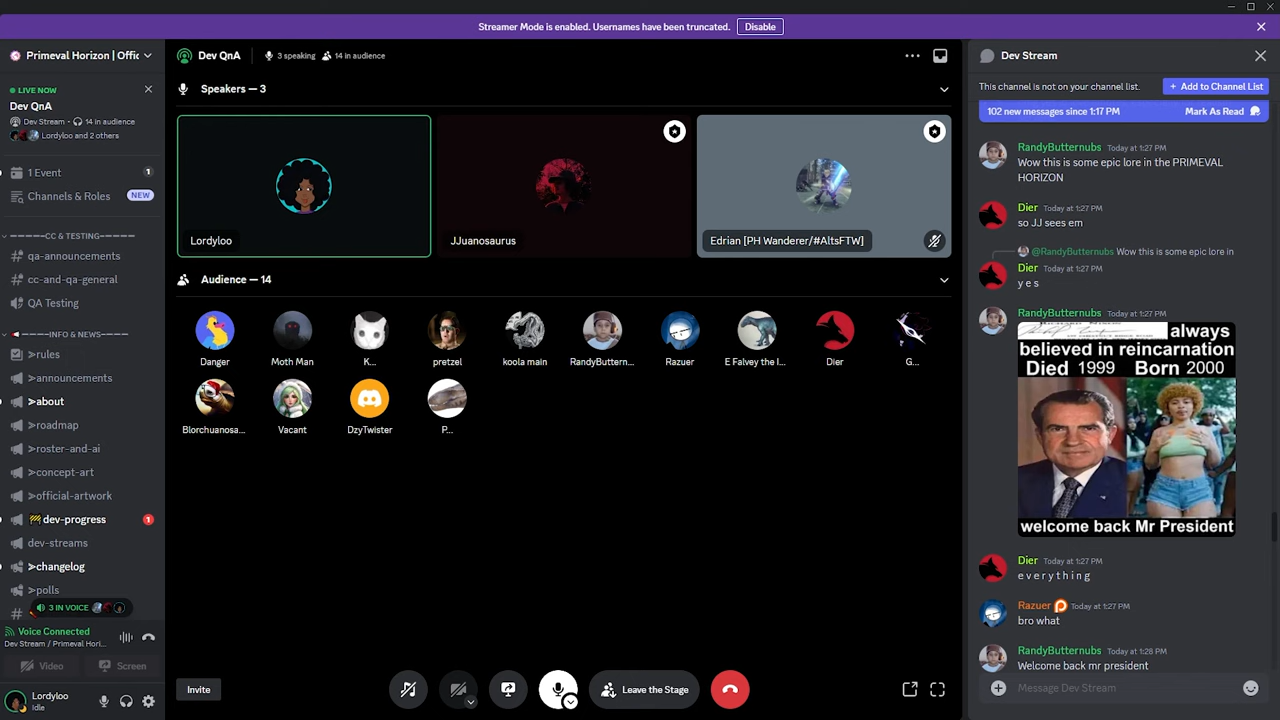 Streamer Mode is enabled. Usernames have been truncated.
Disable
Primeval Horizon | Offic
LIVE NOW
Dev QnA
Dev Stream • 14 in audience
Lordyloo and 2 others
1 Event
1
Channels & Roles
NEW
CC & TESTING
qa-announcements
cc-and-qa-general
QA Testing
INFO & NEWS
rules
announcements
about
roadmap
roster-and-ai
concept-art
official-artwork
dev-progress
1
dev-streams
changelog
polls
3 IN VOICE
Voice Connected
Dev Stream / Primeval Hori...
Video
Screen
Lordyloo
Idle
Dev QnA
3 speaking
14 in audience
Speakers — 3
Lordyloo
JJuanosaurus
Edrian [PH Wanderer/#AltsFTW]
Audience — 14
Danger
Moth Man
K...
pretzel
koola main
RandyButtern...
Razuer
E Falvey the I...
Dier
G...
Blorchuanosa...
Vacant
DzyTwister
P...
Invite
Leave the Stage
Dev Stream
This channel is not on your channel list.
+ Add to Channel List
102 new messages since 1:17 PM
Mark As Read
RandyButternubs Today at 1:27 PM
Wow this is some epic lore in the PRIMEVAL
HORIZON
Dier Today at 1:27 PM
so JJ sees em
@RandyButternubs Wow this is some epic lore in
Dier Today at 1:27 PM
y e s
RandyButternubs Today at 1:27 PM
always
believed in reincarnation
Died 1999 Born 2000
welcome back Mr President
Dier Today at 1:27 PM
e v e r y t h i n g
Razuer Today at 1:27 PM
bro what
RandyButternubs Today at 1:28 PM
Welcome back mr president
Message Dev Stream